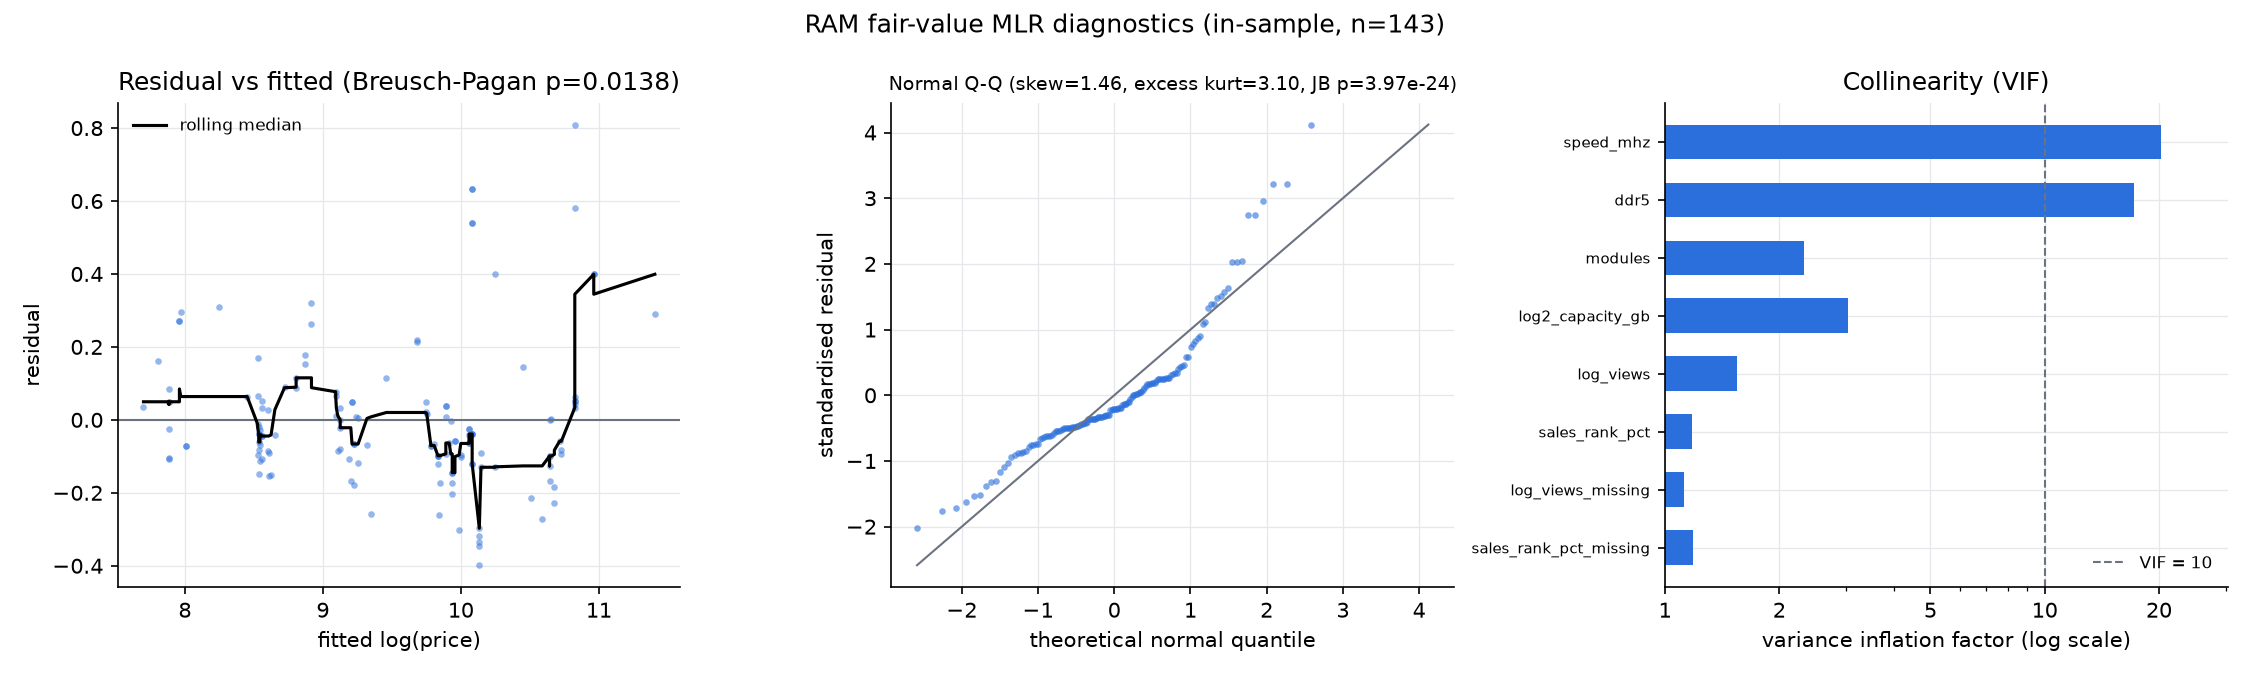 RAM fair-value MLR diagnostics (in-sample, n=143)
Residual vs fitted (Breusch-Pagan p=0.0138)
rolling median
0.8
0.6
0.4
0.2
0.0
−0.2
−0.4
residual
8
9
10
11
fitted log(price)
Normal Q-Q (skew=1.46, excess kurt=3.10, JB p=3.97e-24)
4
3
2
1
0
−1
−2
standardised residual
−2
−1
0
1
2
3
4
theoretical normal quantile
Collinearity (VIF)
speed_mhz
ddr5
modules
log2_capacity_gb
log_views
sales_rank_pct
log_views_missing
sales_rank_pct_missing
VIF = 10
1
2
5
10
20
variance inflation factor (log scale)